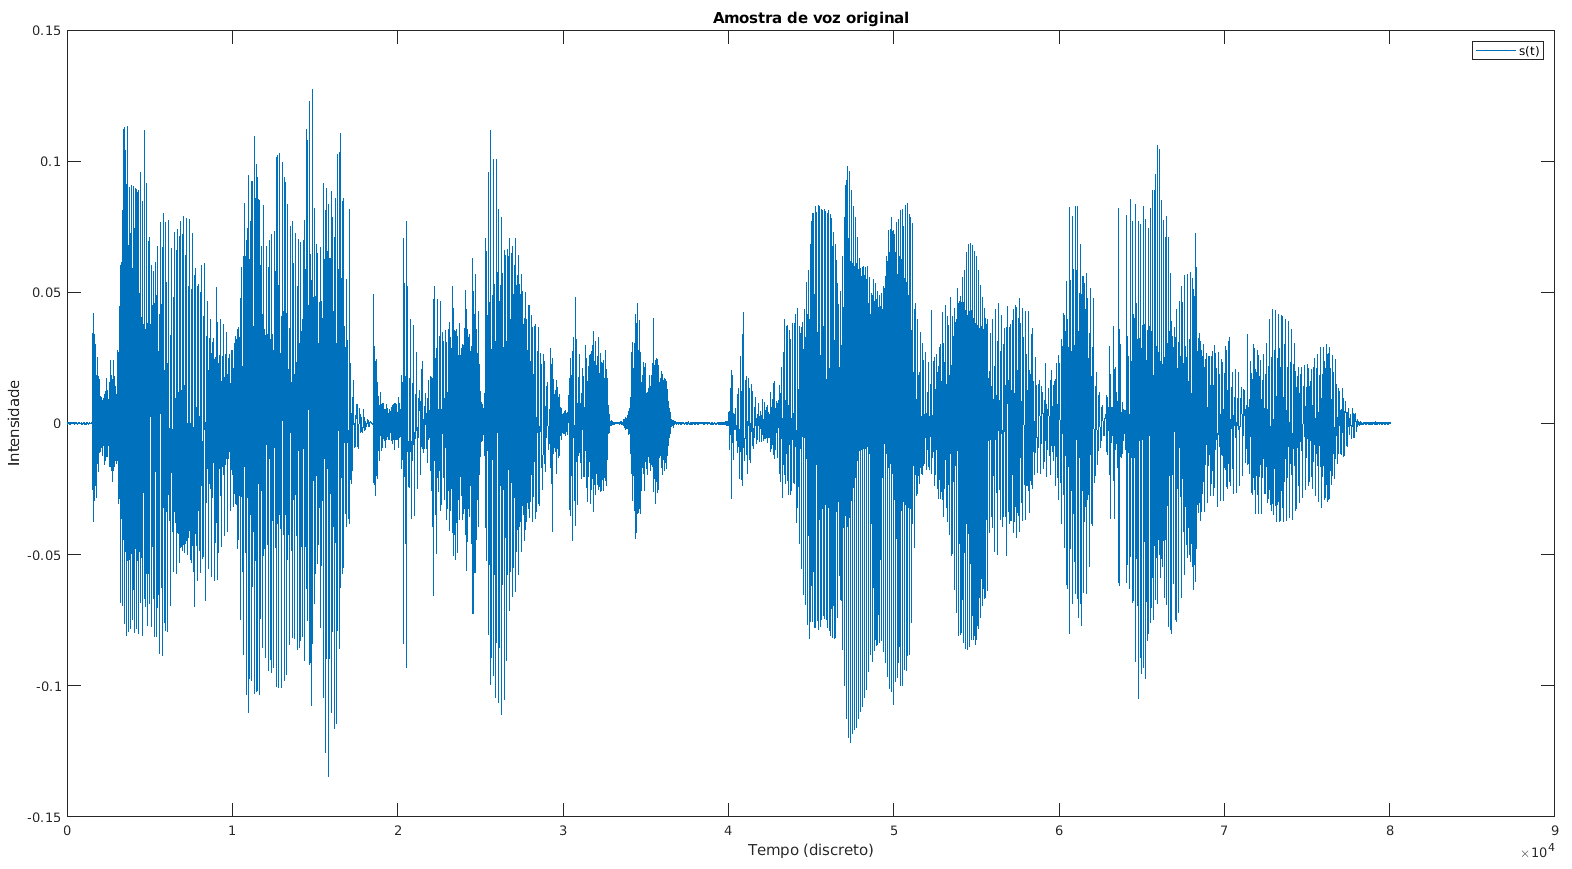 Amostra de voz original
s(t)
Intensidade
0.15
0.1
0.05
0
-0.05
-0.1
-0.15
0 1 2 3 4 5 6 7 8 9
Tempo (discreto)
×10^4